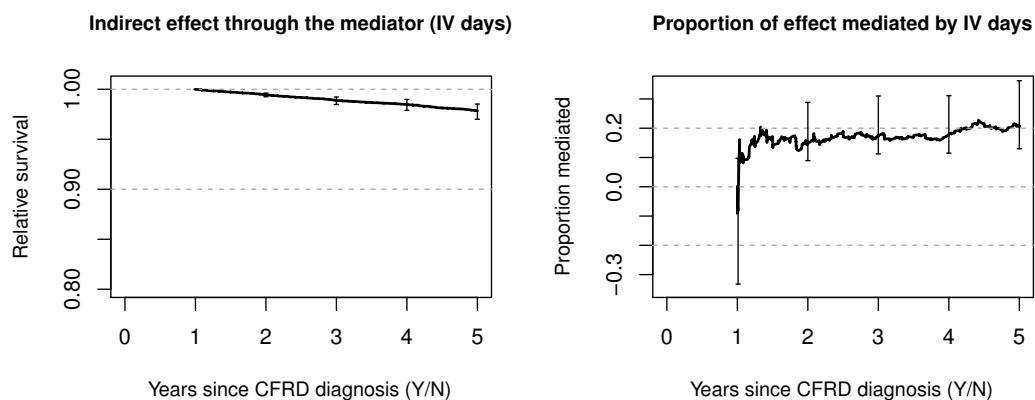 Indirect effect through the mediator (IV days)
Relative survival
1.00
0.90
0.80
0 1 2 3 4 5
Years since CFRD diagnosis (Y/N)
Proportion of effect mediated by IV days
Proportion mediated
0.2
0.0
−0.3
0 1 2 3 4 5
Years since CFRD diagnosis (Y/N)